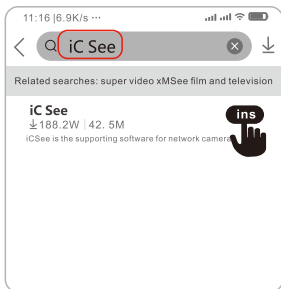 11:16 |6.9K/s ···
iC See
Related searches: super video xMSee film and television
iC See
188.2W | 42. 5M
ins
iCSee is the supporting software for network camera